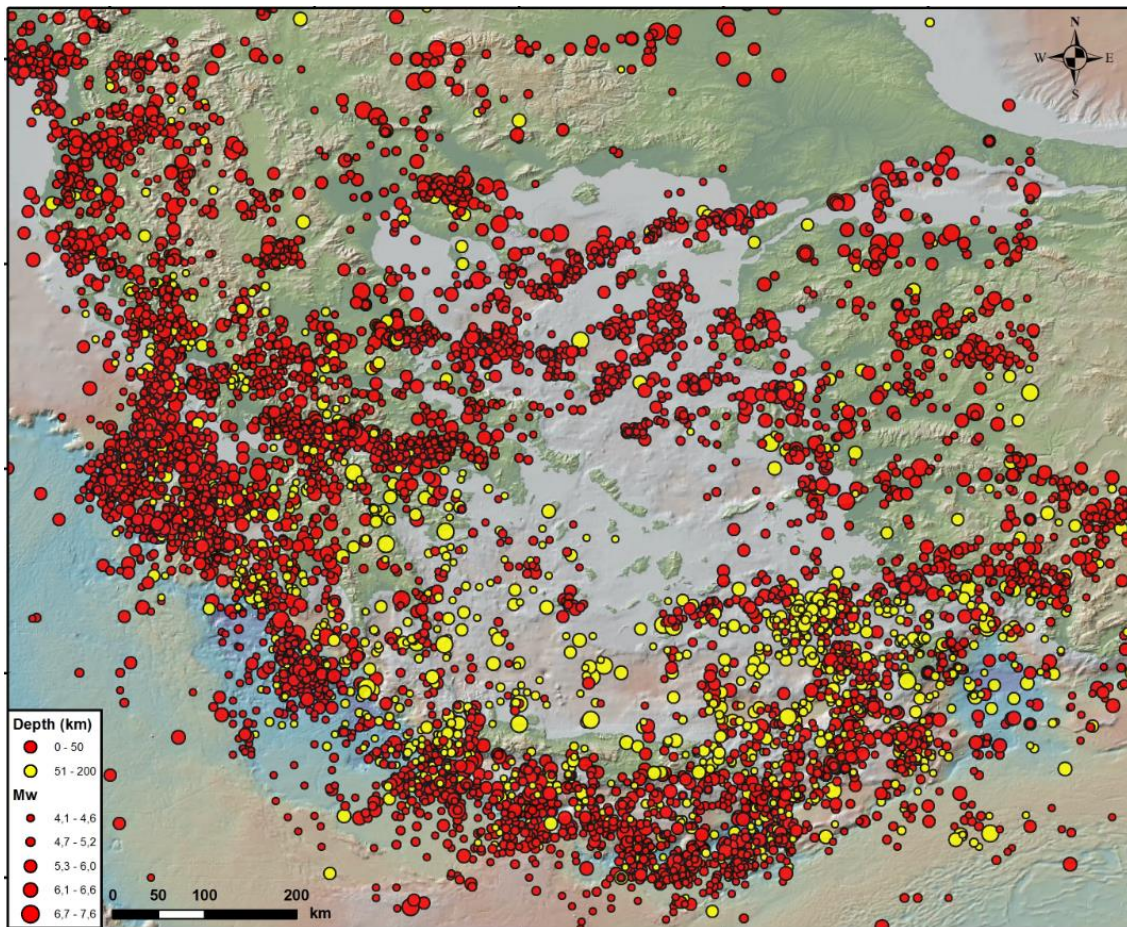 N
W E
S
Depth (km)
0 - 50
51 - 200
Mw
4,1 - 4,6
4,7 - 5,2
5,3 - 6,0
6,1 - 6,6
6,7 - 7,6
0 50 100 200
km